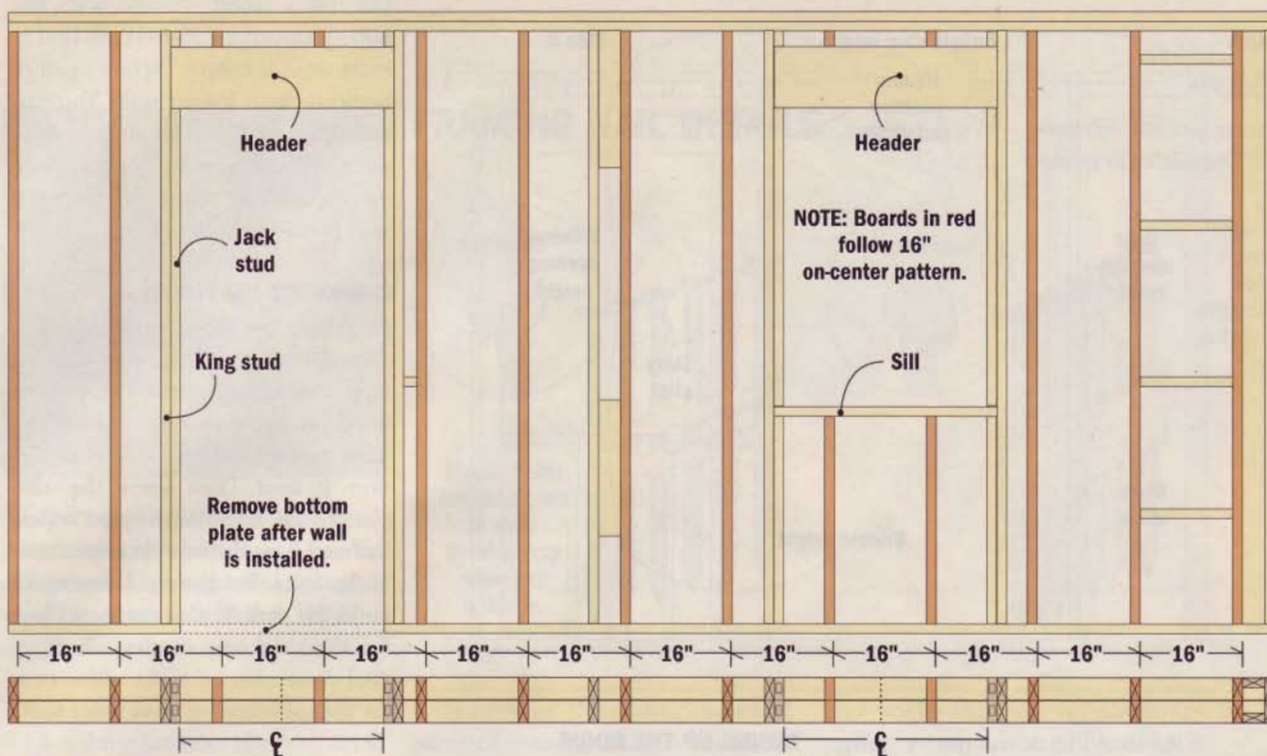 Header
Header
Jack
stud
NOTE: Boards in red
follow 16"
on-center pattern.
King stud
Sill
Remove bottom
plate after wall
is installed.
16" 16" 16" 16" 16" 16" 16" 16" 16" 16" 16" 16"
℄ ℄